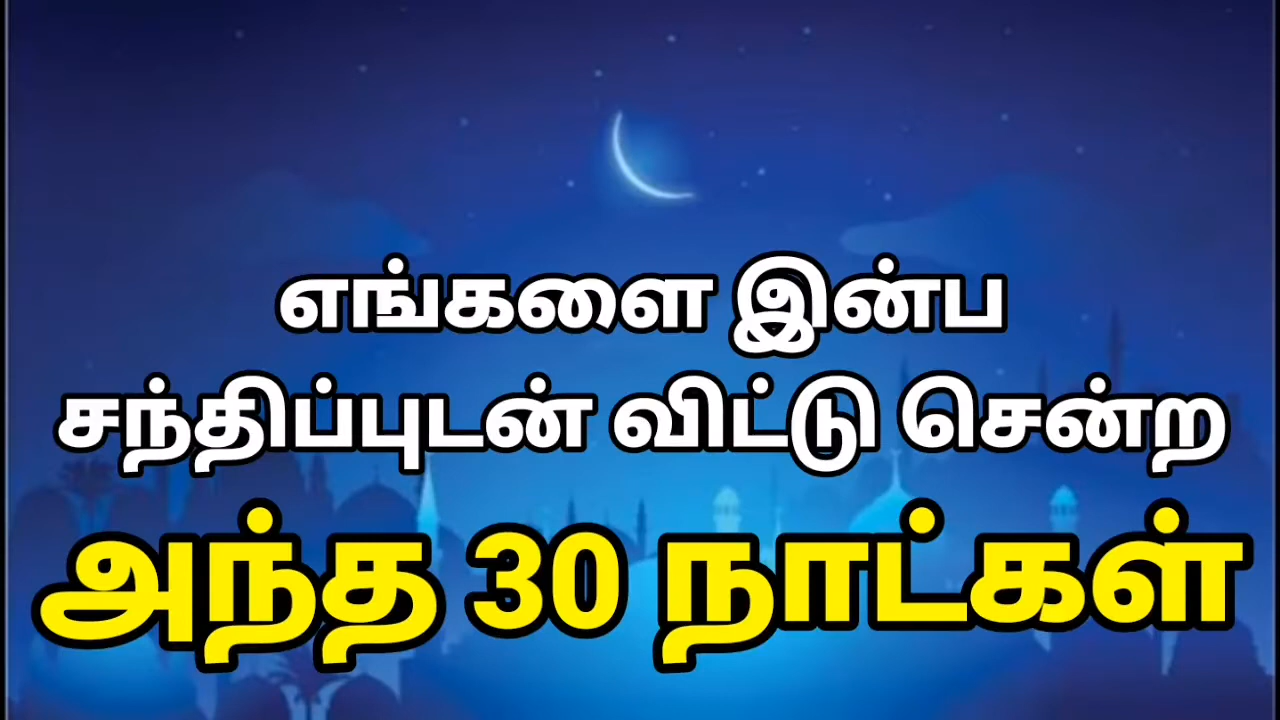 எங்களை இன்ப
சந்திப்புடன் விட்டு சென்ற
அந்த 30 நாட்கள்